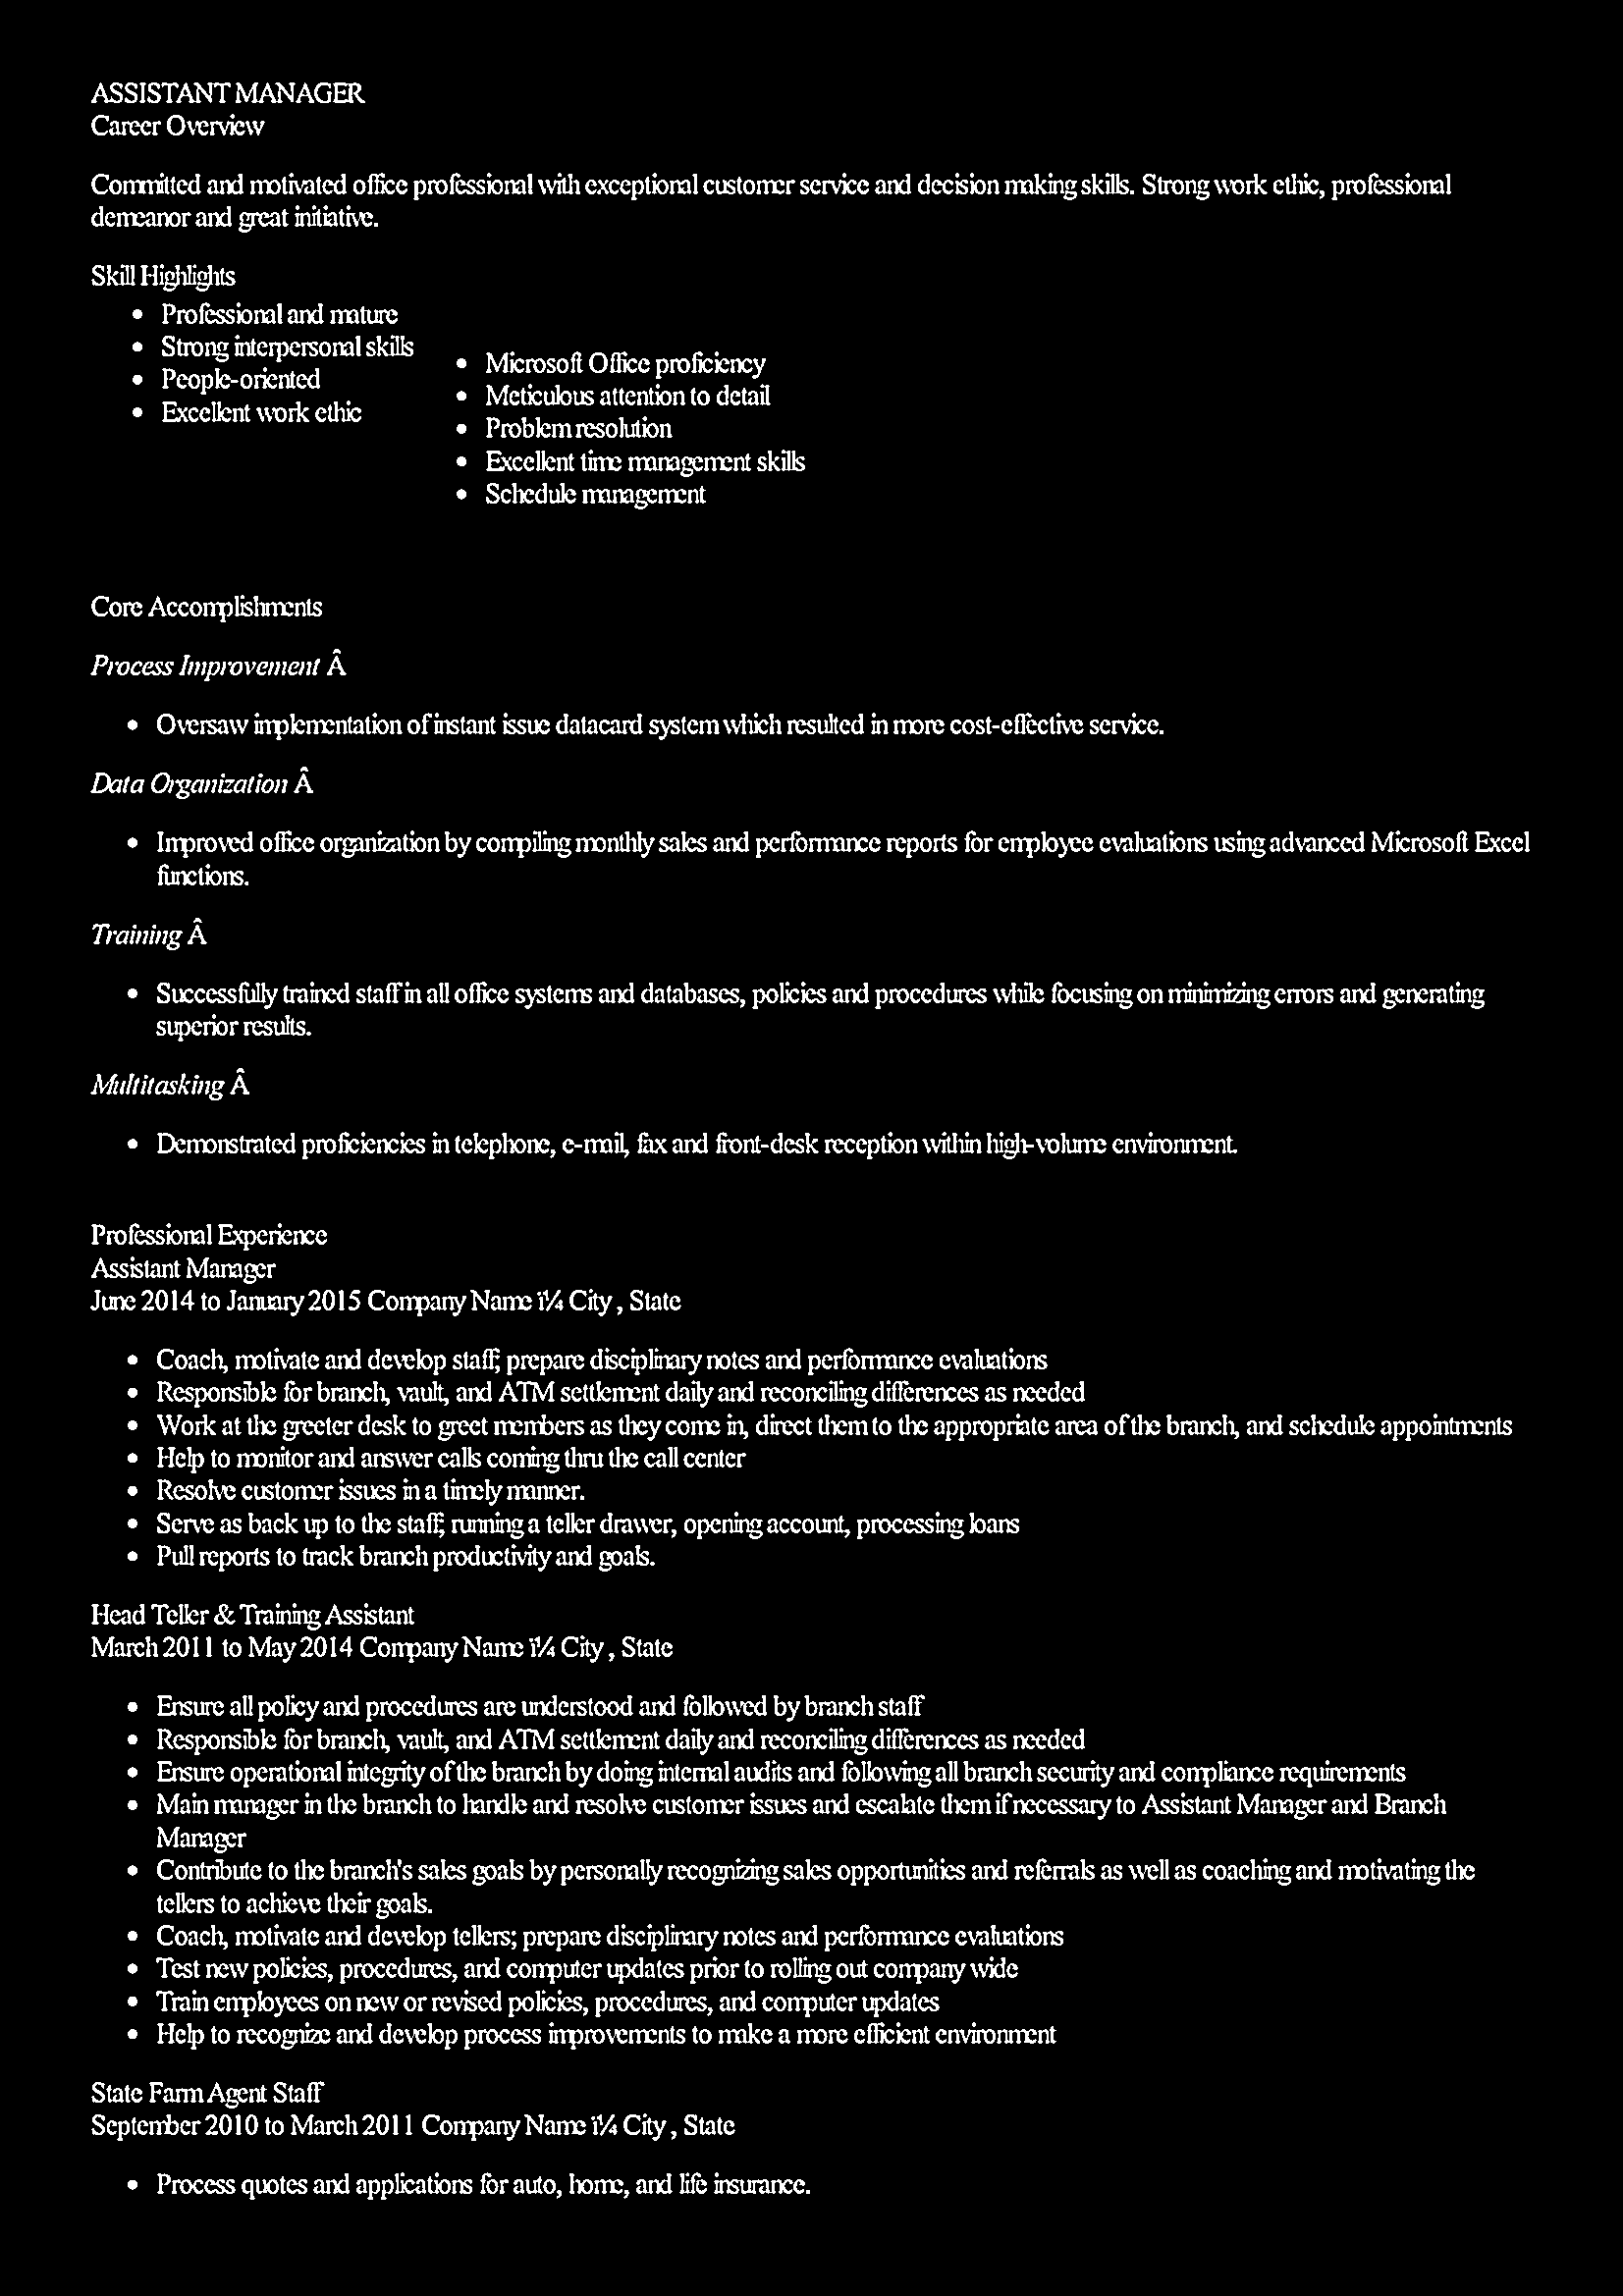 ASSISTANT MANAGER
Career Overview
Committed and motivated office professional with exceptional customer service and decision making skills. Strong work ethic, professional
demeanor and great initiative.
Skill Highlights
• Professional and mature
• Strong interpersonal skills
• People-oriented
• Excellent work ethic
• Microsoft Office proficiency
• Meticulous attention to detail
• Problem resolution
• Excellent time management skills
• Schedule management
Core Accomplishments
Process Improvement Â
• Oversaw implementation of instant issue datacard system which resulted in more cost-effective service.
Data Organization Â
• Improved office organization by compiling monthly sales and performance reports for employee evaluations using advanced Microsoft Excel
functions.
Training Â
• Successfully trained staff in all office systems and databases, policies and procedures while focusing on minimizing errors and generating
superior results.
Multitasking Â
• Demonstrated proficiencies in telephone, e-mail, fax and front-desk reception within high-volume environment.
Professional Experience
Assistant Manager
June 2014 to January 2015 Company Name ï¼ City , State
• Coach, motivate and develop staff; prepare disciplinary notes and performance evaluations
• Responsible for branch, vault, and ATM settlement daily and reconciling differences as needed
• Work at the greeter desk to greet members as they come in, direct them to the appropriate area of the branch, and schedule appointments
• Help to monitor and answer calls coming thru the call center
• Resolve customer issues in a timely manner.
• Serve as back up to the staff; running a teller drawer, opening account, processing loans
• Pull reports to track branch productivity and goals.
Head Teller & Training Assistant
March 2011 to May 2014 Company Name ï¼ City , State
• Ensure all policy and procedures are understood and followed by branch staff
• Responsible for branch, vault, and ATM settlement daily and reconciling differences as needed
• Ensure operational integrity of the branch by doing internal audits and following all branch security and compliance requirements
• Main manager in the branch to handle and resolve customer issues and escalate them if necessary to Assistant Manager and Branch
Manager
• Contribute to the branch's sales goals by personally recognizing sales opportunities and referrals as well as coaching and motivating the
tellers to achieve their goals.
• Coach, motivate and develop tellers; prepare disciplinary notes and performance evaluations
• Test new policies, procedures, and computer updates prior to rolling out company wide
• Train employees on new or revised policies, procedures, and computer updates
• Help to recognize and develop process improvements to make a more efficient environment
State Farm Agent Staff
September 2010 to March 2011 Company Name ï¼ City , State
• Process quotes and applications for auto, home, and life insurance.